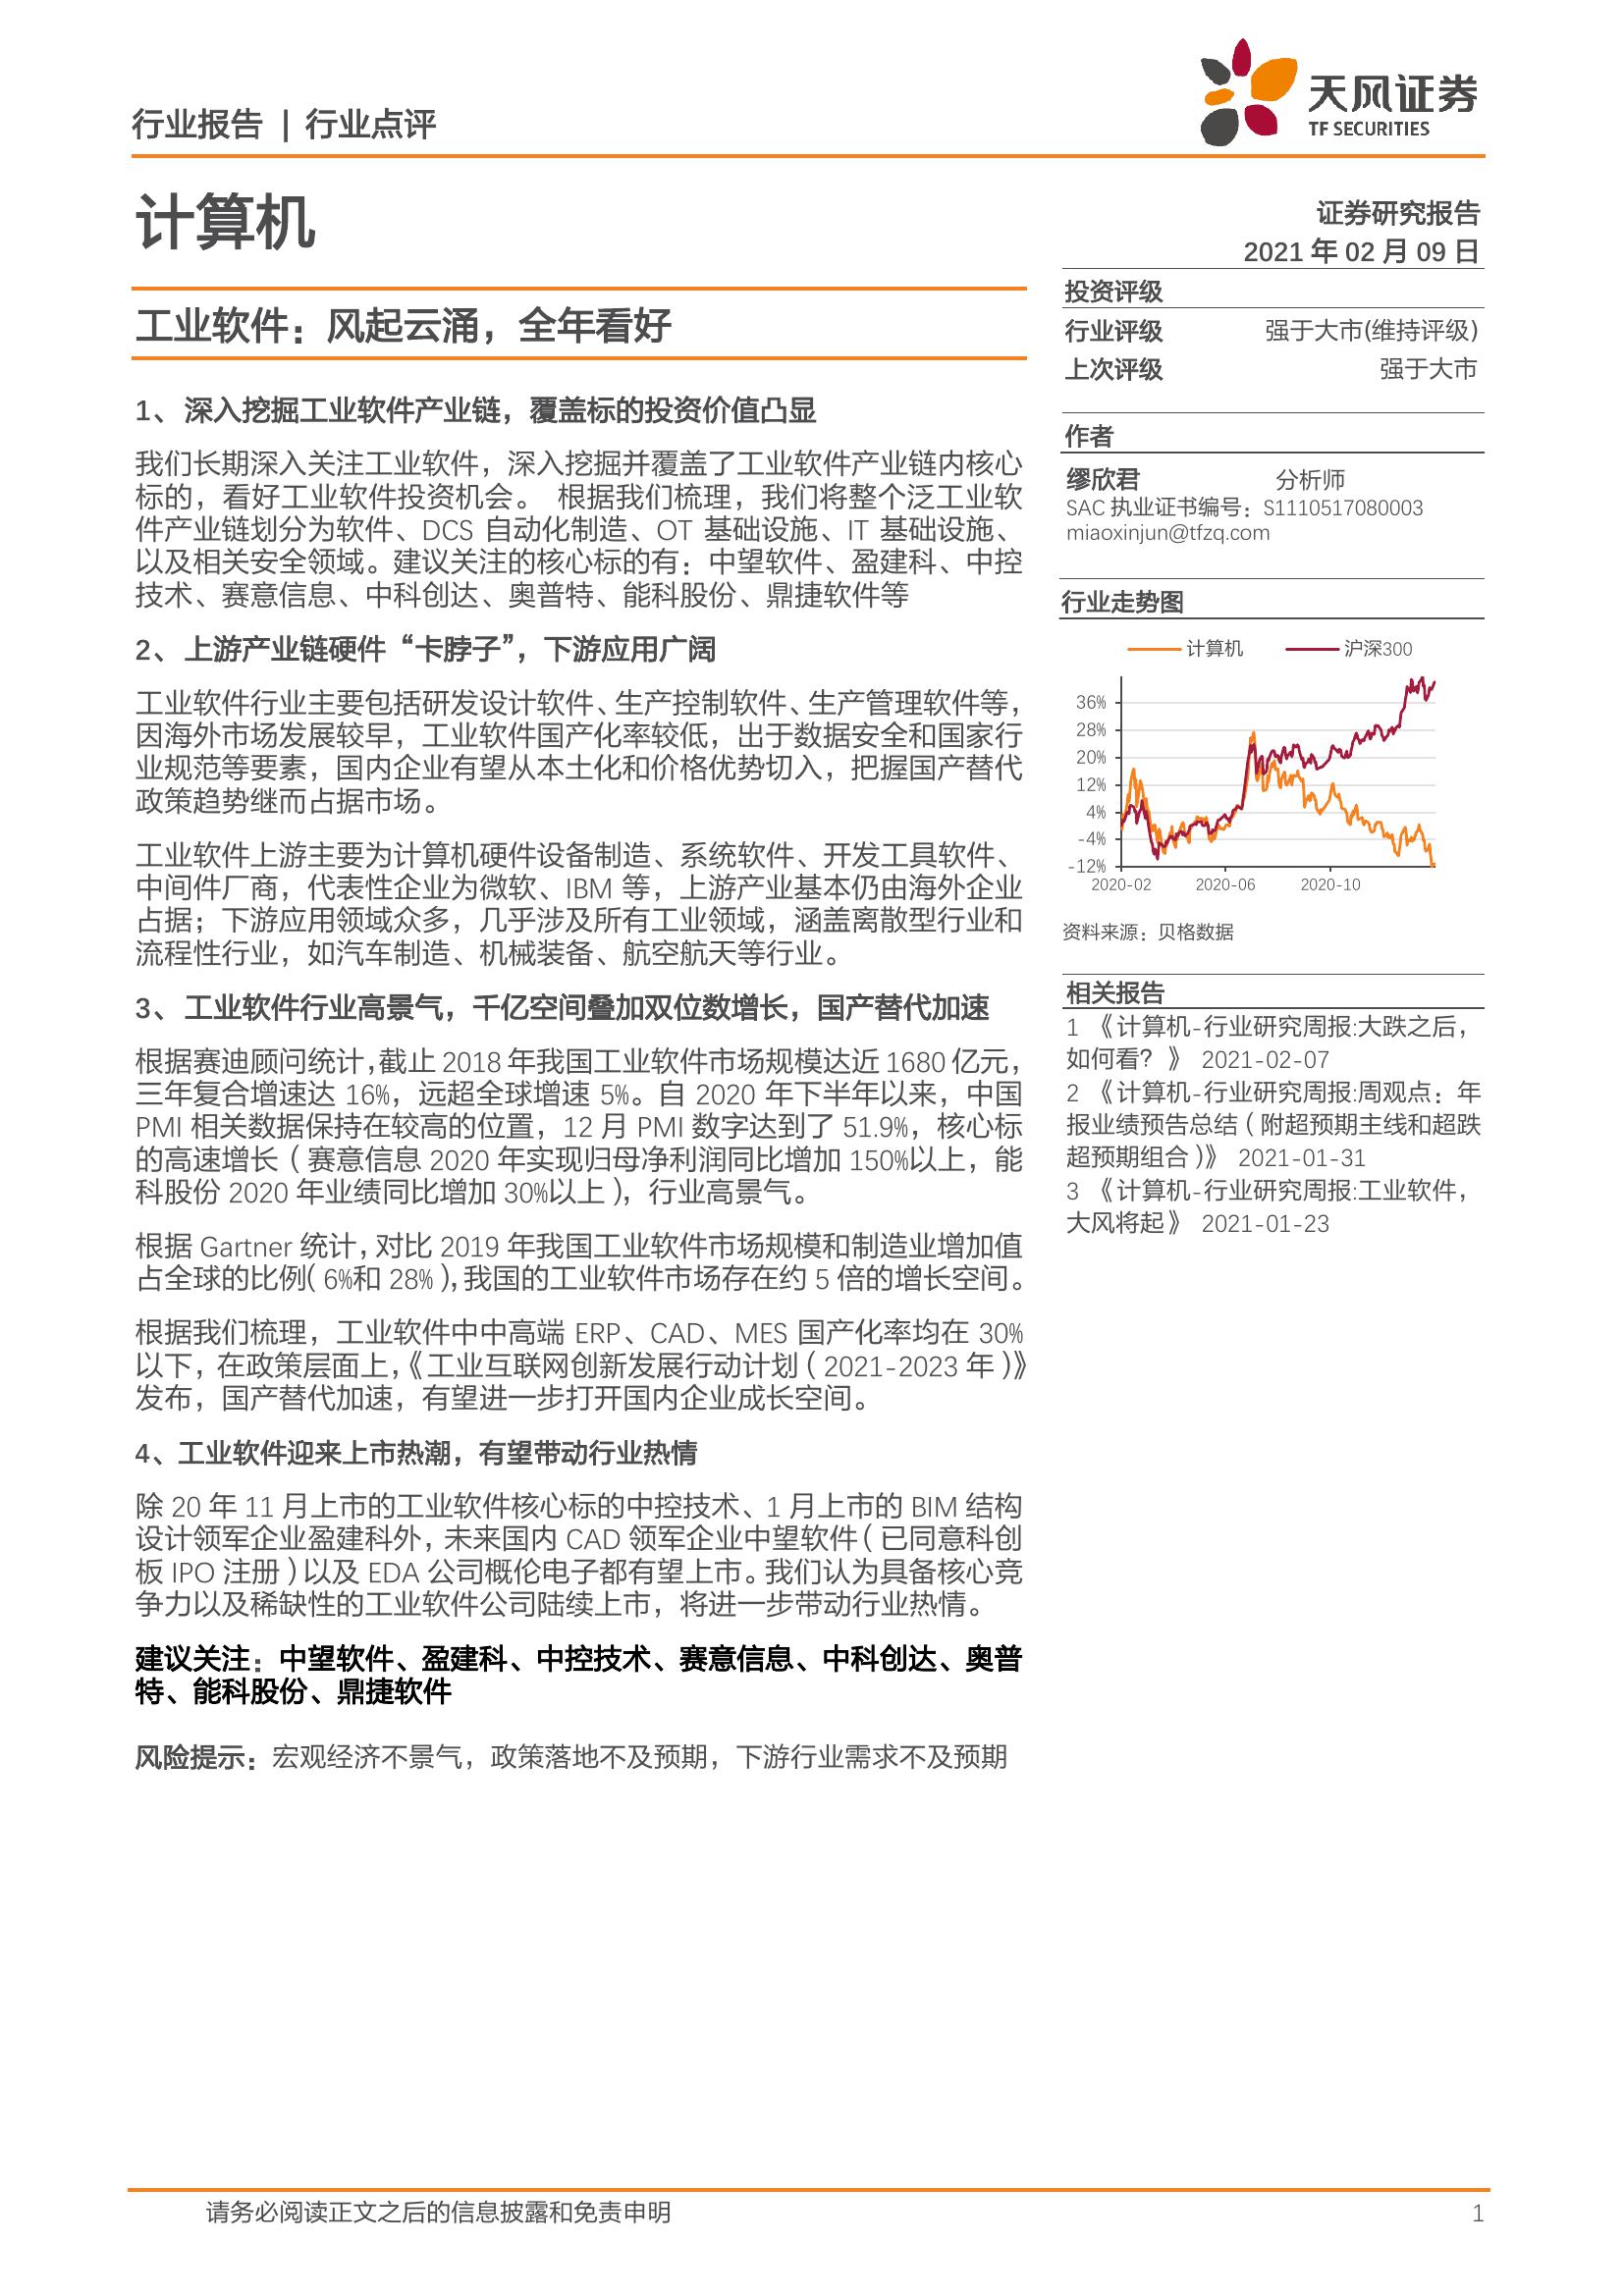 行业报告 | 行业点评
天风证券
TF SECURITIES
计算机
工业软件：风起云涌，全年看好
1、 深入挖掘工业软件产业链，覆盖标的投资价值凸显
我们长期深入关注工业软件，深入挖掘并覆盖了工业软件产业链内核心
标的，看好工业软件投资机会。 根据我们梳理，我们将整个泛工业软
件产业链划分为软件、DCS 自动化制造、OT 基础设施、IT 基础设施、
以及相关安全领域。建议关注的核心标的有：中望软件、盈建科、中控
技术、赛意信息、中科创达、奥普特、能科股份、鼎捷软件等
2、 上游产业链硬件“卡脖子”，下游应用广阔
工业软件行业主要包括研发设计软件、生产控制软件、生产管理软件等，
因海外市场发展较早，工业软件国产化率较低，出于数据安全和国家行
业规范等要素，国内企业有望从本土化和价格优势切入，把握国产替代
政策趋势继而占据市场。
工业软件上游主要为计算机硬件设备制造、系统软件、开发工具软件、
中间件厂商，代表性企业为微软、IBM 等，上游产业基本仍由海外企业
占据；下游应用领域众多，几乎涉及所有工业领域，涵盖离散型行业和
流程性行业，如汽车制造、机械装备、航空航天等行业。
3、 工业软件行业高景气，千亿空间叠加双位数增长，国产替代加速
根据赛迪顾问统计，截止 2018 年我国工业软件市场规模达近 1680 亿元，
三年复合增速达 16%，远超全球增速 5%。自 2020 年下半年以来，中国
PMI 相关数据保持在较高的位置，12 月 PMI 数字达到了 51.9%，核心标
的高速增长（赛意信息 2020 年实现归母净利润同比增加 150%以上，能
科股份 2020 年业绩同比增加 30%以上），行业高景气。
根据 Gartner 统计，对比 2019 年我国工业软件市场规模和制造业增加值
占全球的比例（6%和 28%），我国的工业软件市场存在约 5 倍的增长空间。
根据我们梳理，工业软件中中高端 ERP、CAD、MES 国产化率均在 30%
以下，在政策层面上，《工业互联网创新发展行动计划（2021-2023 年）》
发布，国产替代加速，有望进一步打开国内企业成长空间。
4、工业软件迎来上市热潮，有望带动行业热情
除 20 年 11 月上市的工业软件核心标的中控技术、1 月上市的 BIM 结构
设计领军企业盈建科外，未来国内 CAD 领军企业中望软件（已同意科创
板 IPO 注册）以及 EDA 公司概伦电子都有望上市。我们认为具备核心竞
争力以及稀缺性的工业软件公司陆续上市，将进一步带动行业热情。
建议关注：中望软件、盈建科、中控技术、赛意信息、中科创达、奥普
特、能科股份、鼎捷软件
风险提示：宏观经济不景气，政策落地不及预期，下游行业需求不及预期
证券研究报告
2021 年 02 月 09 日
投资评级
行业评级 强于大市(维持评级)
上次评级 强于大市
作者
缪欣君 分析师
SAC 执业证书编号：S1110517080003
miaoxinjun@tfzq.com
行业走势图
计算机 沪深300
36%
28%
20%
12%
4%
-4%
-12%
2020-02 2020-06 2020-10
资料来源：贝格数据
相关报告
1 《计算机-行业研究周报:大跌之后，
如何看？》 2021-02-07
2 《计算机-行业研究周报:周观点：年
报业绩预告总结（附超预期主线和超跌
超预期组合）》 2021-01-31
3 《计算机-行业研究周报:工业软件，
大风将起》 2021-01-23
请务必阅读正文之后的信息披露和免责申明 1